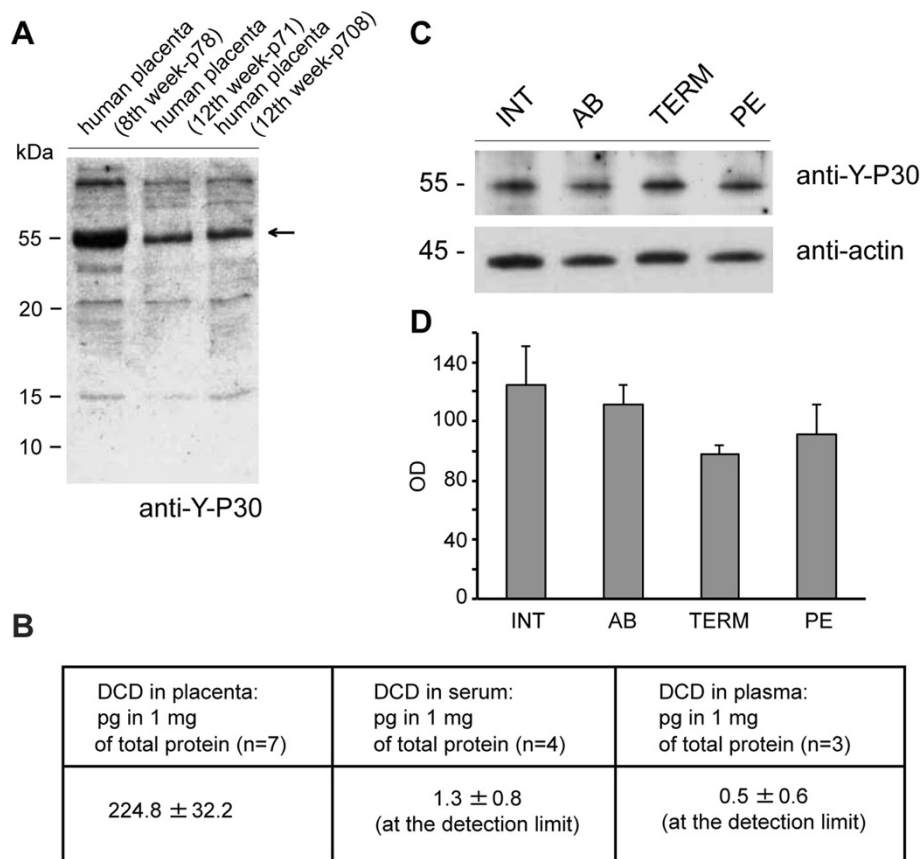 A
human placenta
(8th week-p78)
human placenta
(12th week-p71)
human placenta
(12th week-p708)
kDa
55
20
15
10
anti-Y-P30
C
INT
AB
TERM
PE
55
anti-Y-P30
45
anti-actin
D
140
100
80
40
0
OD
INT
AB
TERM
PE
B
DCD in placenta:
pg in 1 mg
of total protein (n=7)
DCD in serum:
pg in 1 mg
of total protein (n=4)
DCD in plasma:
pg in 1 mg
of total protein (n=3)
224.8 ± 32.2
1.3 ± 0.8
(at the detection limit)
0.5 ± 0.6
(at the detection limit)